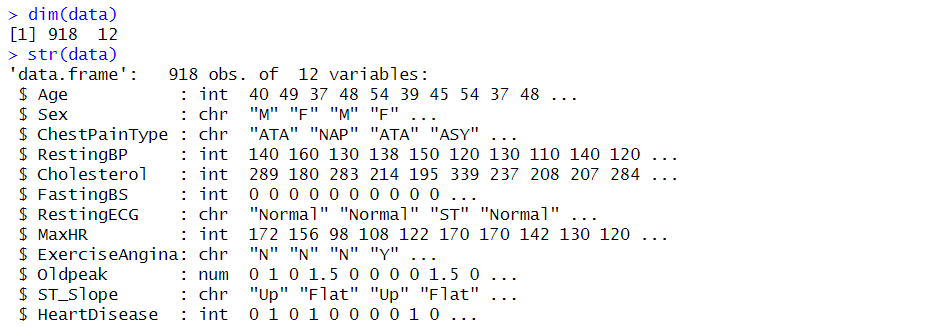 > dim(data)
[1] 918  12
> str(data)
'data.frame':   918 obs. of  12 variables:
 $ Age           : int  40 49 37 48 54 39 45 54 37 48 ...
 $ Sex           : chr  "M" "F" "M" "F" ...
 $ ChestPainType : chr  "ATA" "NAP" "ATA" "ASY" ...
 $ RestingBP     : int  140 160 130 138 150 120 130 110 140 120 ...
 $ Cholesterol   : int  289 180 283 214 195 339 237 208 207 284 ...
 $ FastingBS     : int  0 0 0 0 0 0 0 0 0 0 ...
 $ RestingECG    : chr  "Normal" "Normal" "ST" "Normal" ...
 $ MaxHR         : int  172 156 98 108 122 170 170 142 130 120 ...
 $ ExerciseAngina: chr  "N" "N" "N" "Y" ...
 $ Oldpeak       : num  0 1 0 1.5 0 0 0 0 1.5 0 ...
 $ ST_Slope      : chr  "Up" "Flat" "Up" "Flat" ...
 $ HeartDisease  : int  0 1 0 1 0 0 0 0 1 0 ...